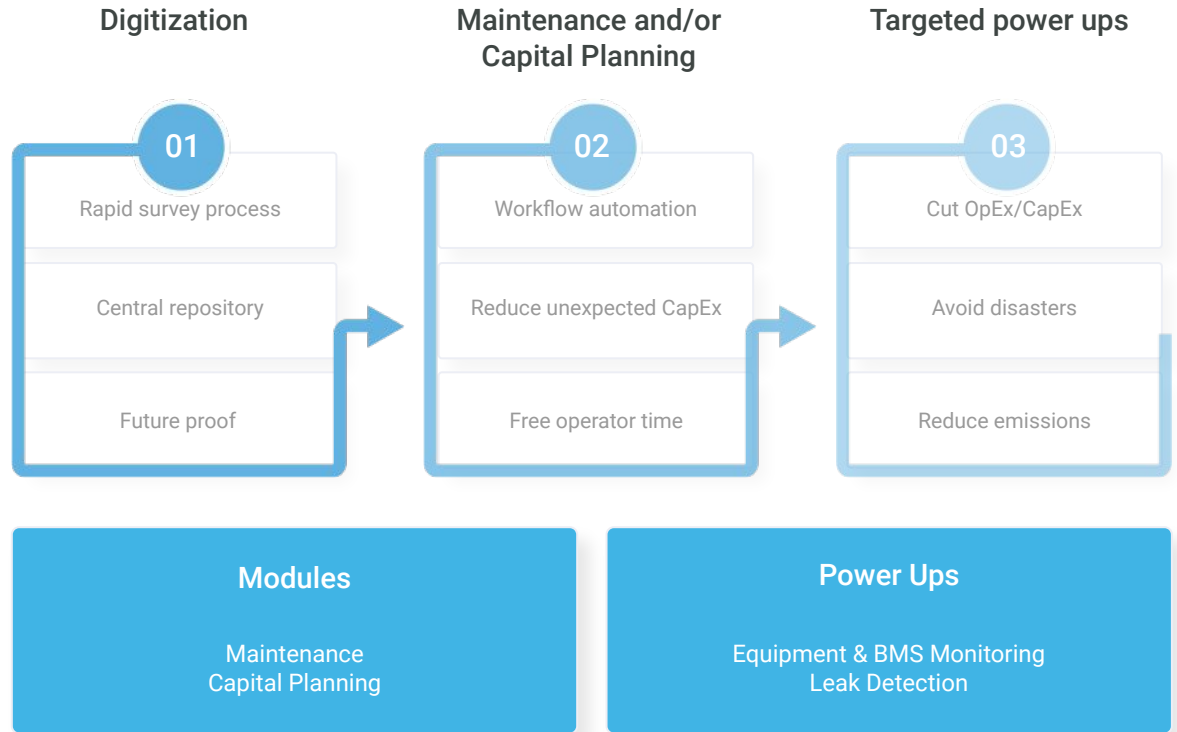 Digitization
Maintenance and/or
Capital Planning
Targeted power ups
01
Rapid survey process
Central repository
Future proof
02
Workflow automation
Reduce unexpected CapEx
Free operator time
03
Cut OpEx/CapEx
Avoid disasters
Reduce emissions
Modules
Maintenance
Capital Planning
Power Ups
Equipment & BMS Monitoring
Leak Detection